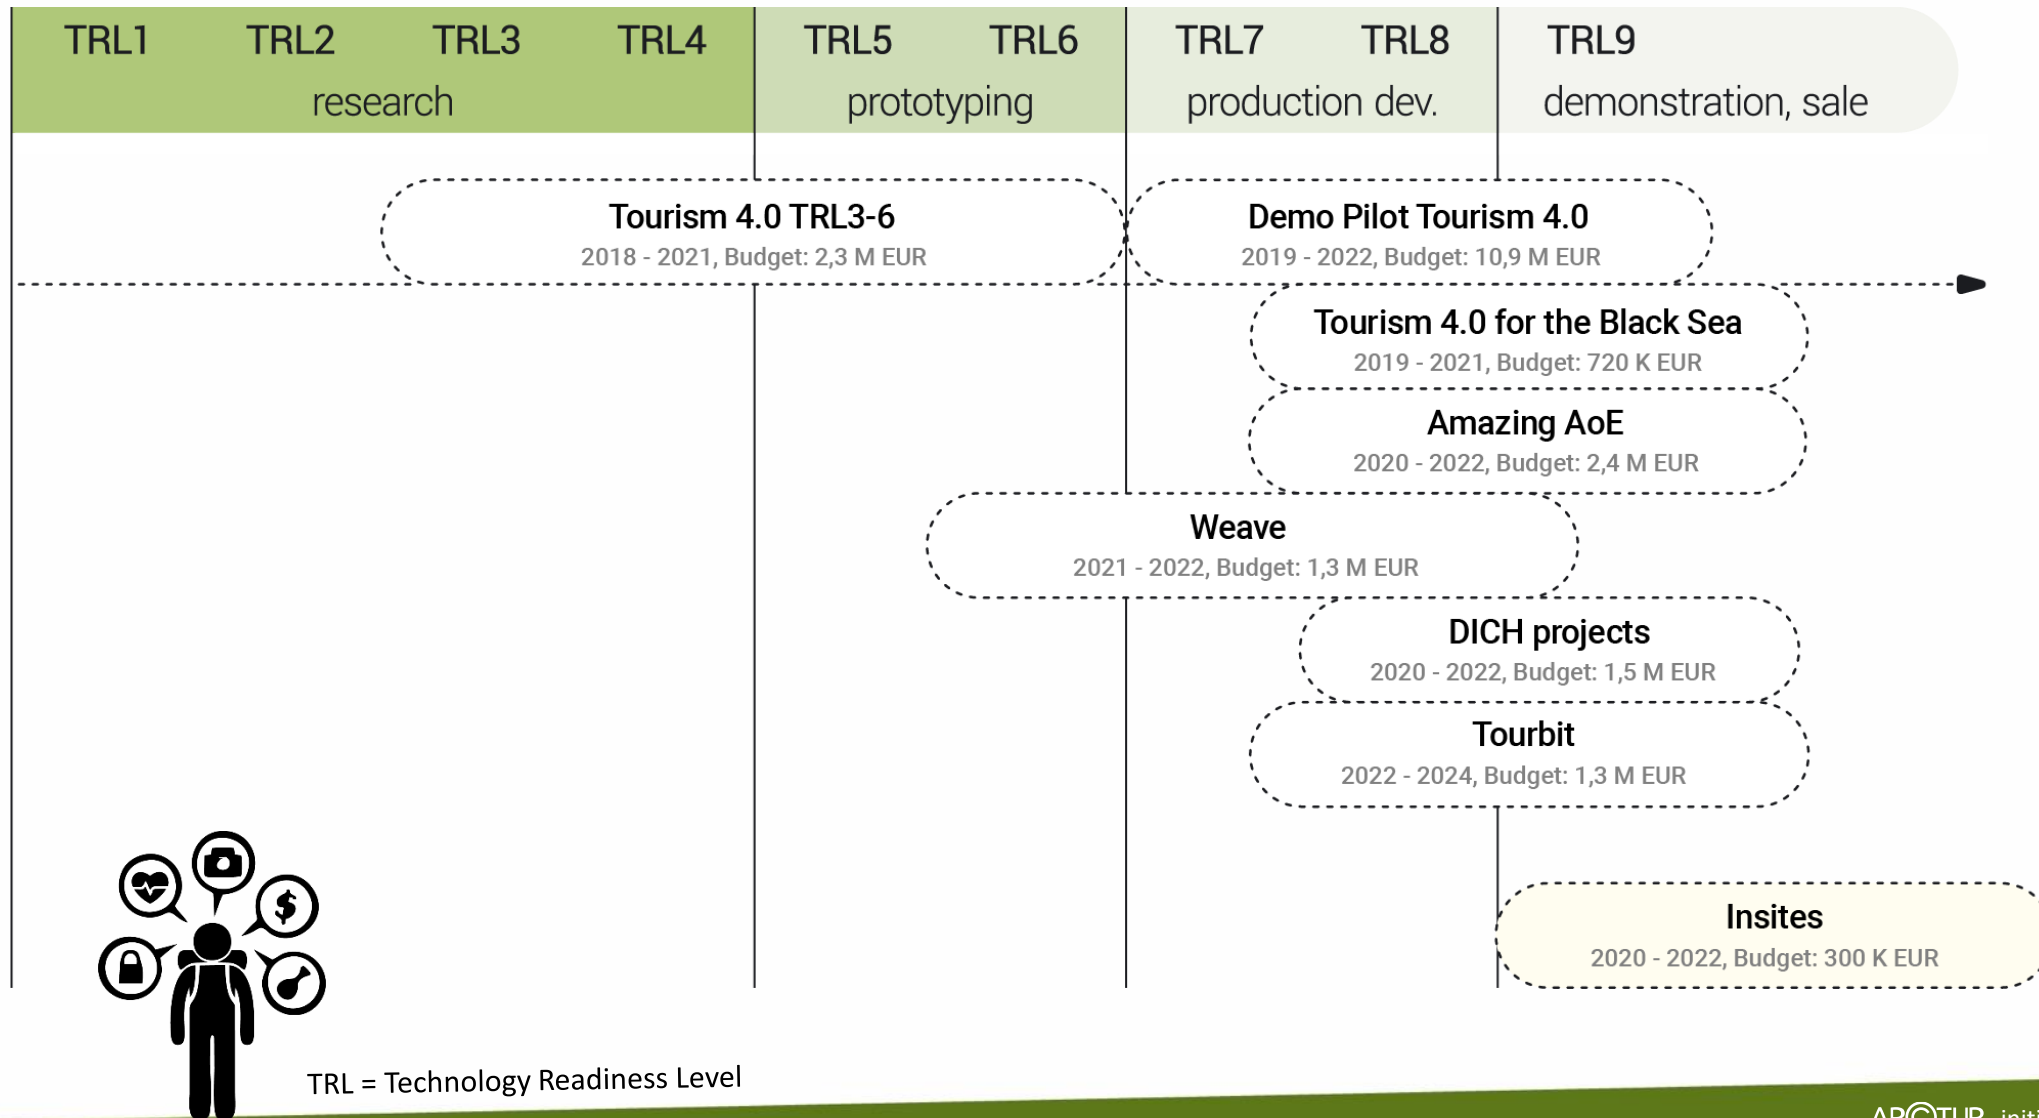 TRL1 TRL2 TRL3 TRL4 TRL5 TRL6 TRL7 TRL8 TRL9
research prototyping production dev. demonstration, sale
Tourism 4.0 TRL3-6
2018 - 2021, Budget: 2,3 M EUR
Demo Pilot Tourism 4.0
2019 - 2022, Budget: 10,9 M EUR
Tourism 4.0 for the Black Sea
2019 - 2021, Budget: 720 K EUR
Amazing AoE
2020 - 2022, Budget: 2,4 M EUR
Weave
2021 - 2022, Budget: 1,3 M EUR
DICH projects
2020 - 2022, Budget: 1,5 M EUR
Tourbit
2022 - 2024, Budget: 1,3 M EUR
Insites
2020 - 2022, Budget: 300 K EUR
$
TRL = Technology Readiness Level